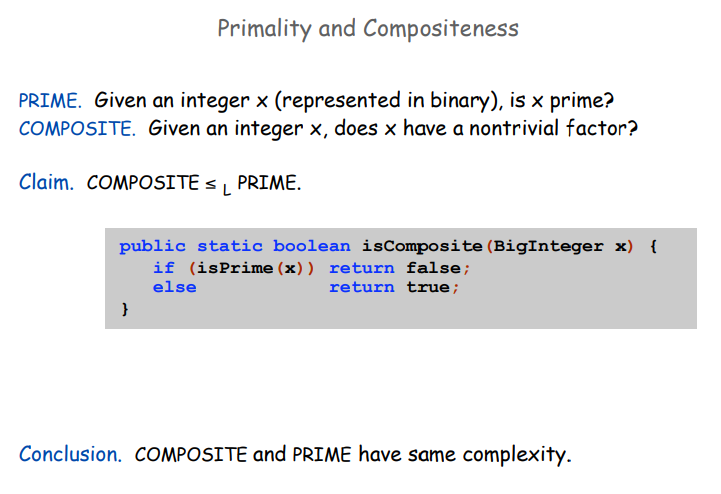 Primality and Compositeness
PRIME. Given an integer x (represented in binary), is x prime?
COMPOSITE. Given an integer x, does x have a nontrivial factor?
Claim. COMPOSITE ≤ L PRIME.
public static boolean isComposite(BigInteger x) {
if (isPrime(x)) return false;
else return true;
}
Conclusion. COMPOSITE and PRIME have same complexity.